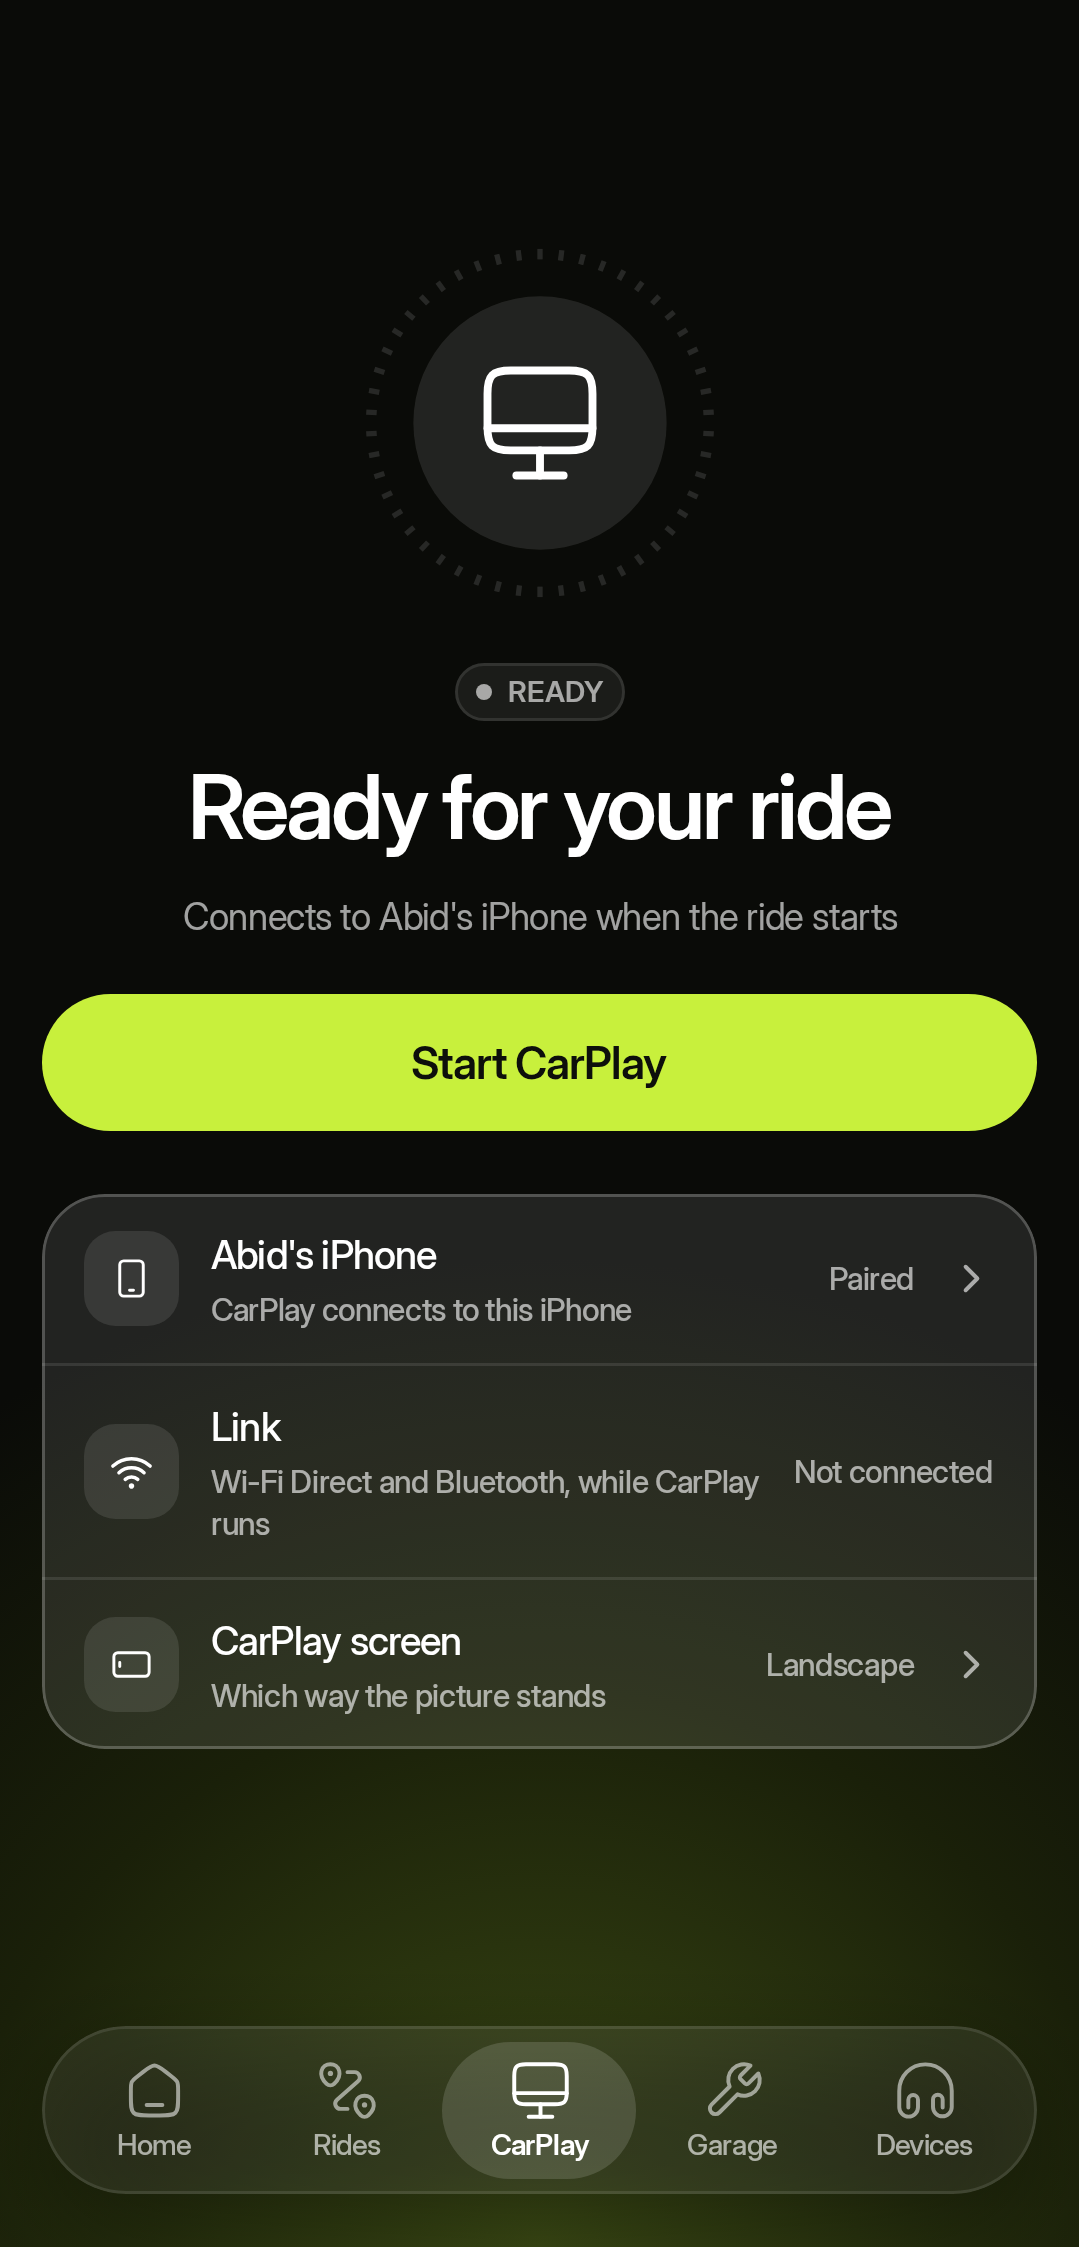 READY
Ready for your ride
Connects to Abid's iPhone when the ride starts
Start CarPlay
Abid's iPhone
CarPlay connects to this iPhone
Paired
Link
Wi-Fi Direct and Bluetooth, while CarPlay
runs
Not connected
CarPlay screen
Which way the picture stands
Landscape
Home
Rides
CarPlay
Garage
Devices